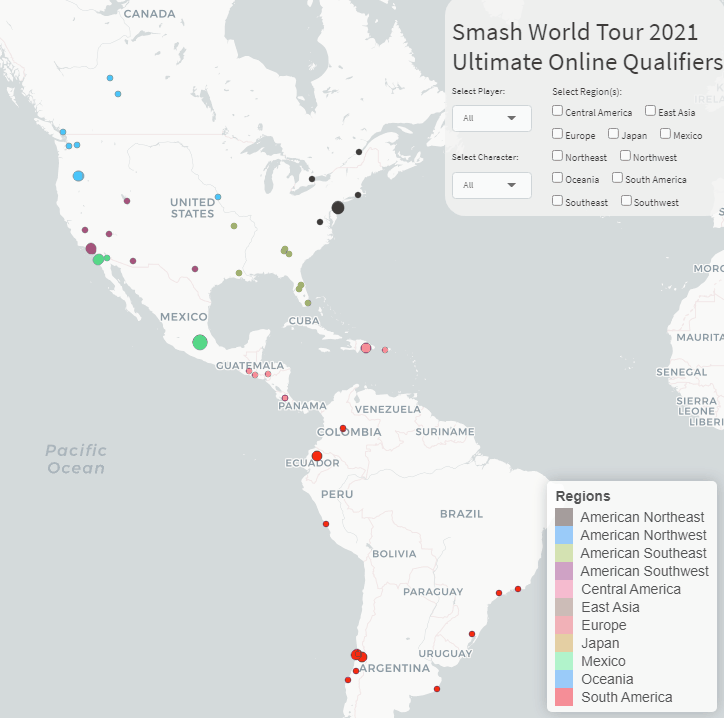 CANADA
UNITED
STATES
MEXICO
CUBA
GUATEMALA
PANAMA
VENEZUELA
COLOMBIA
SURINAME
ECUADOR
PERU
BRAZIL
BOLIVIA
PARAGUAY
URUGUAY
ARGENTINA
Pacific
Ocean
MOROC
MAURITA
SENEGAL
SIERRA
LEONE
LIBERI
Smash World Tour 2021
Ultimate Online Qualifiers
Select Player:
All
Select Character:
All
Select Region(s):
Central America East Asia
Europe Japan Mexico
Northeast Northwest
Oceania South America
Southeast Southwest
Regions
American Northeast
American Northwest
American Southeast
American Southwest
Central America
East Asia
Europe
Japan
Mexico
Oceania
South America